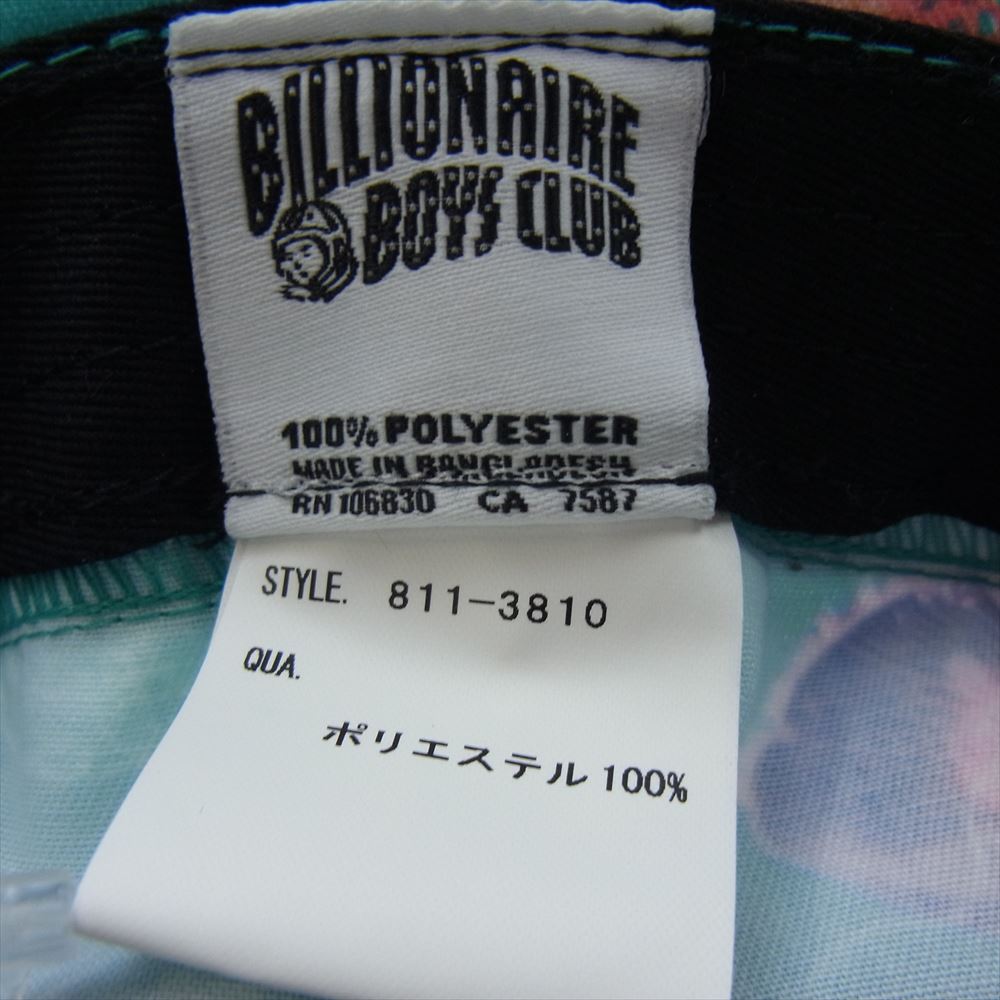 BILLIONAIRE
BOYS CLUB
100% POLYESTER
MADE IN BANGLADESH
RN 106830 CA 7587
STYLE. 811-3810
QUA.
ポリエステル 100%